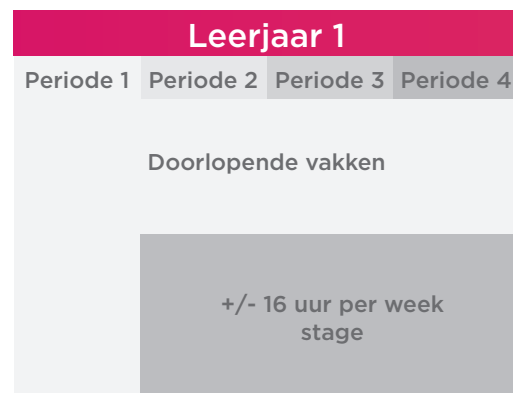 Leerjaar 1
Periode 1 Periode 2 Periode 3 Periode 4
Doorlopende vakken
+/- 16 uur per week
stage